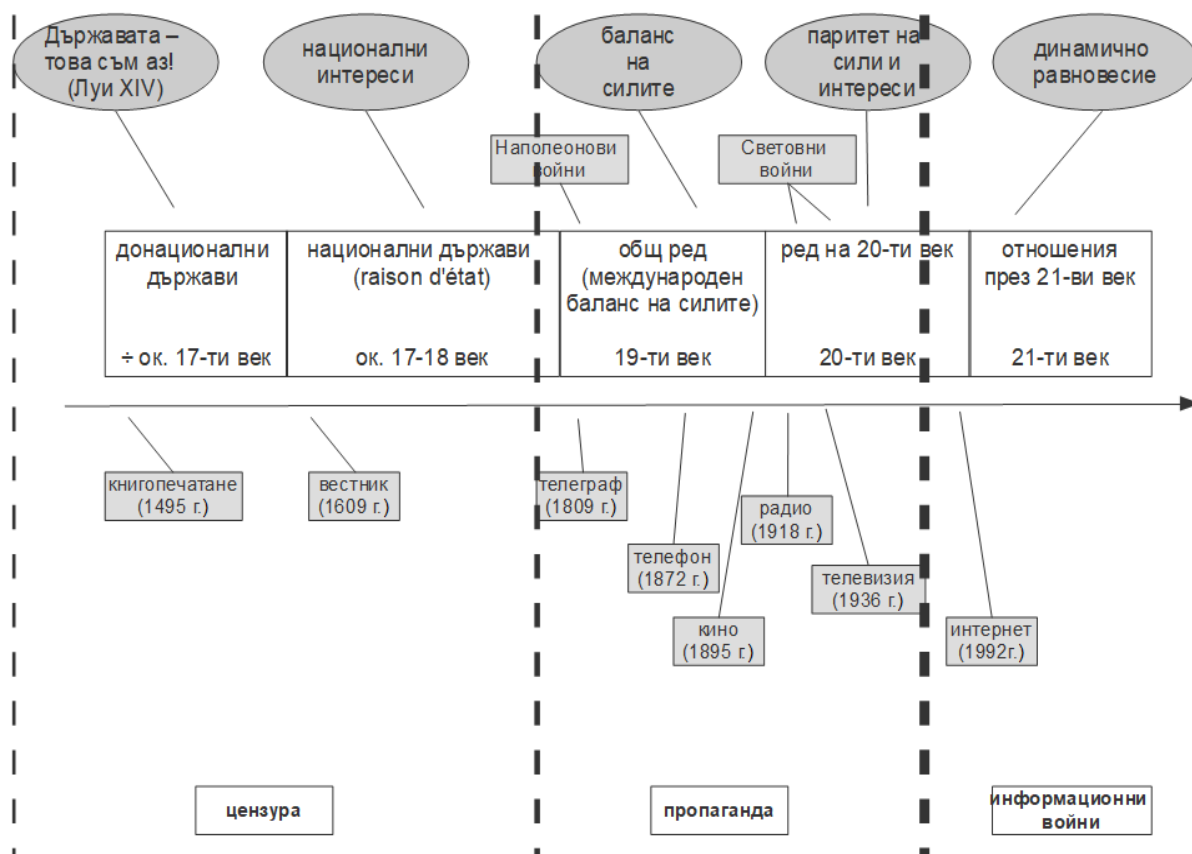 Държавата –
това съм аз!
(Луи XIV)
национални
интереси
баланс
на
силите
паритет на
сили и
интереси
динамично
равновесие
Наполеонови
войни
Световни
войни
донационални
държави
÷ ок. 17-ти век
национални държави
(raison d'état)
ок. 17-18 век
общ ред
(международен
баланс на силите)
19-ти век
ред на 20-ти век
20-ти век
отношения
през 21-ви век
21-ти век
книгопечатане
(1495 г.)
вестник
(1609 г.)
телеграф
(1809 г.)
телефон
(1872 г.)
кино
(1895 г.)
радио
(1918 г.)
телевизия
(1936 г.)
интернет
(1992г.)
цензура
пропаганда
информационни
войни